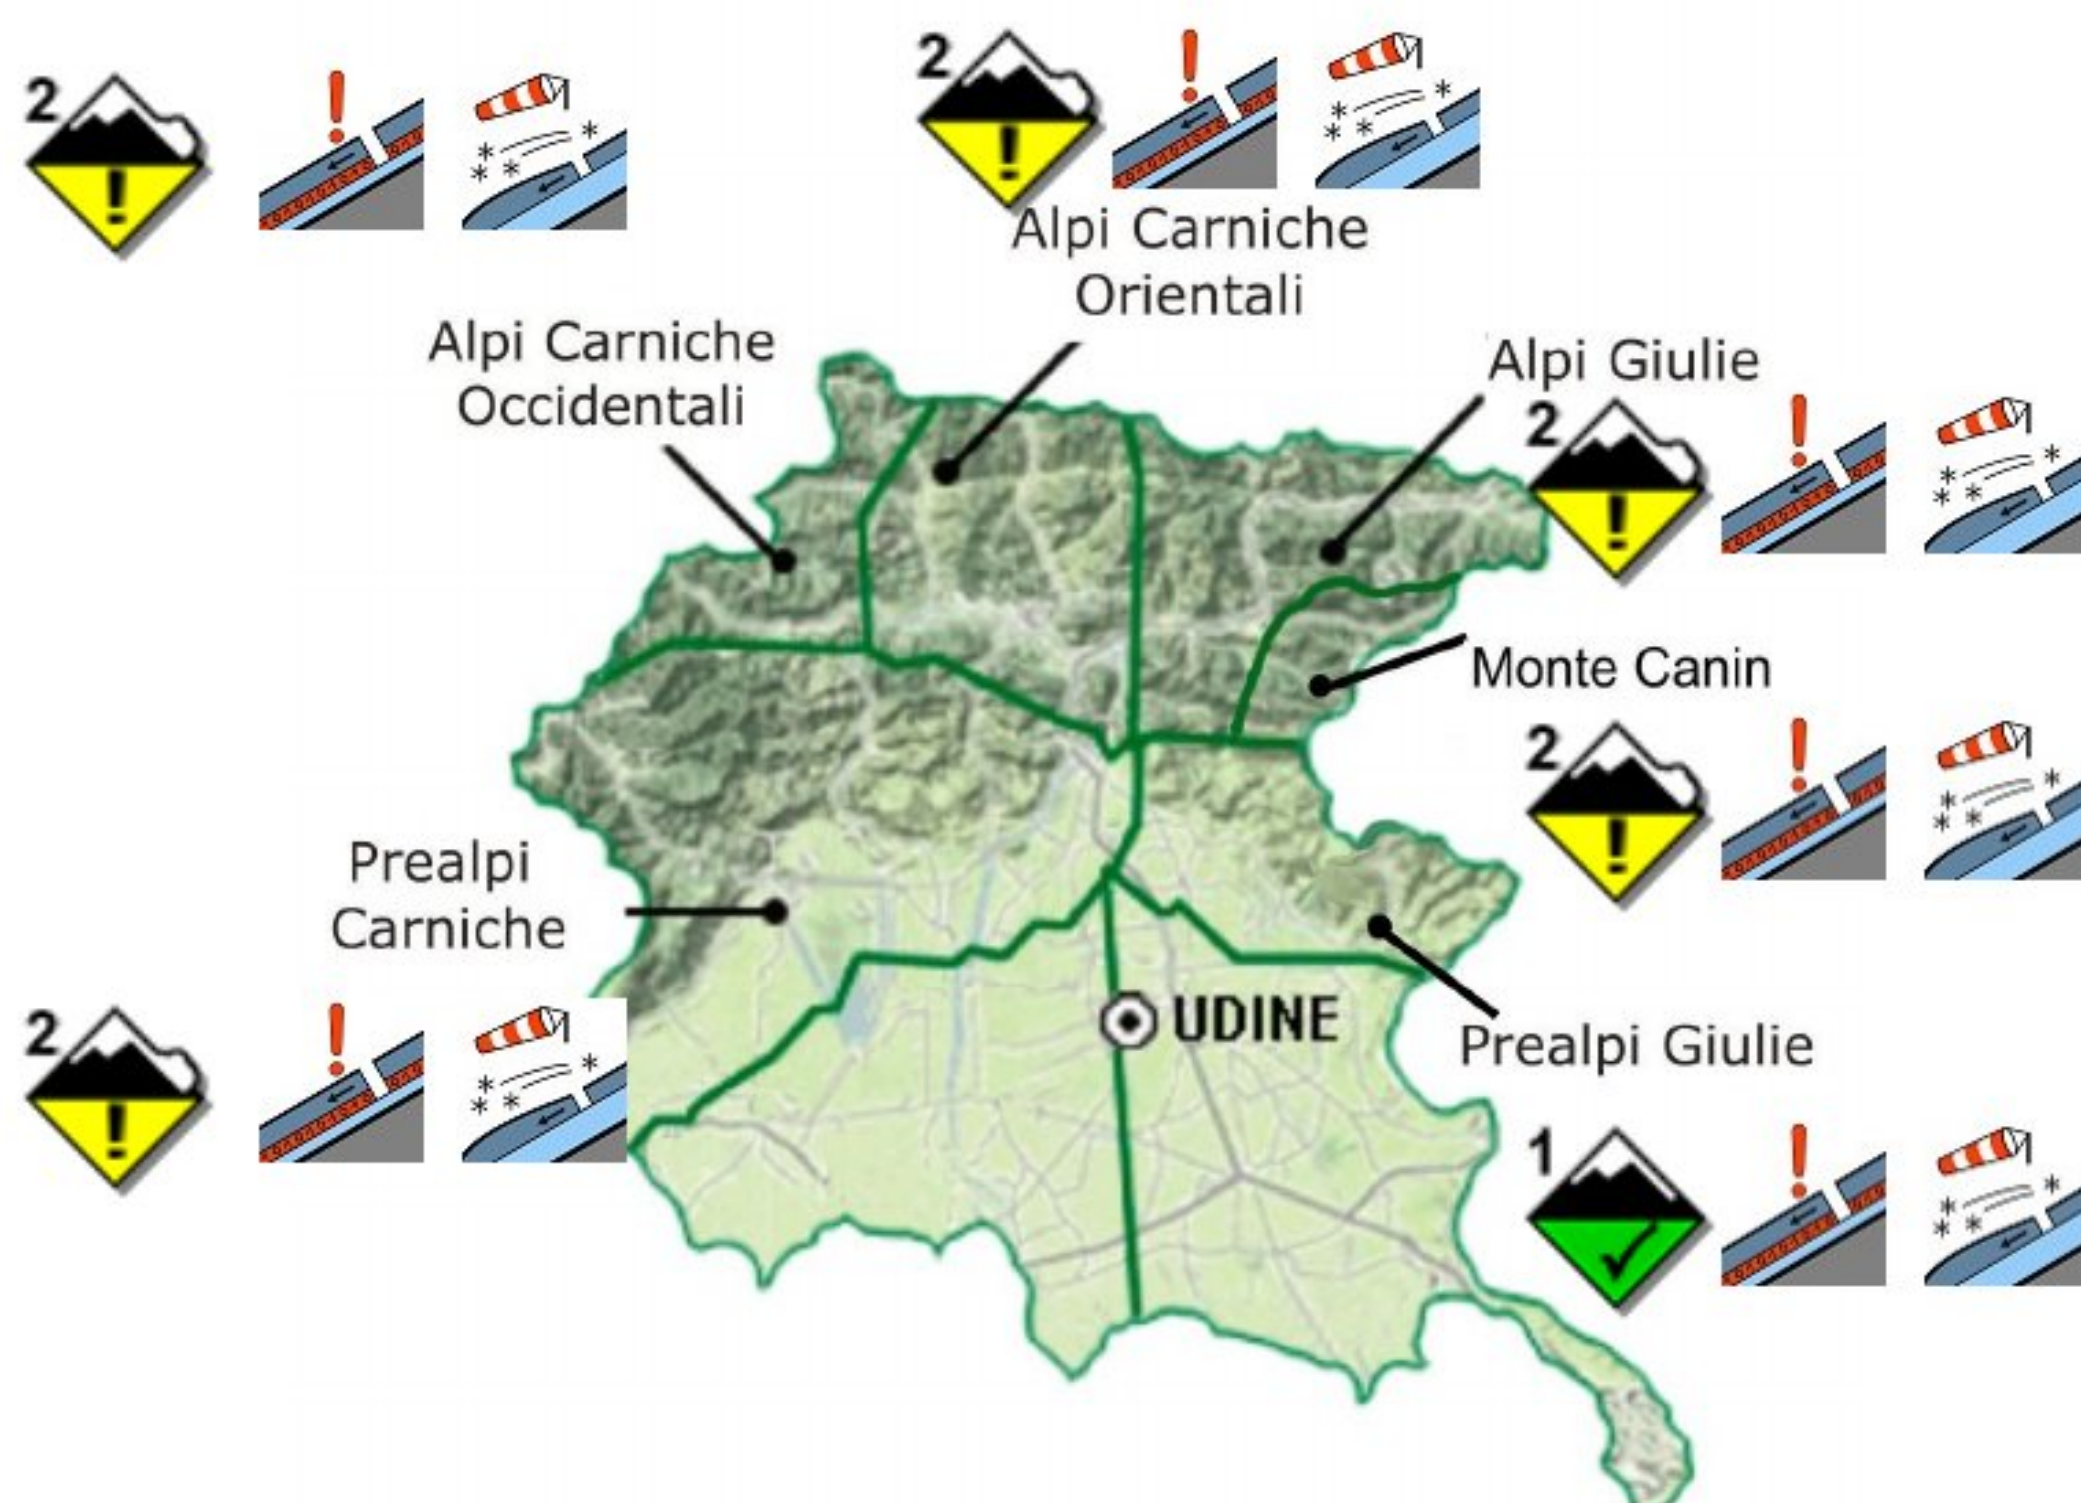 2
2
Alpi Carniche
Orientali
Alpi Carniche
Occidentali
Alpi Giulie
2
Monte Canin
2
Prealpi
Carniche
2
UDINE
Prealpi Giulie
1